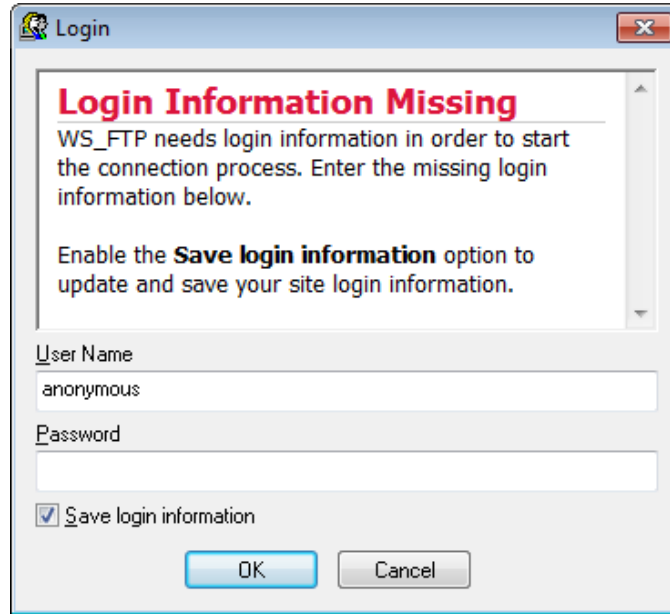 Login
Login Information Missing
WS_FTP needs login information in order to start
the connection process. Enter the missing login
information below.
Enable the Save login information option to
update and save your site login information.
User Name
anonymous
Password
Save login information
OK
Cancel